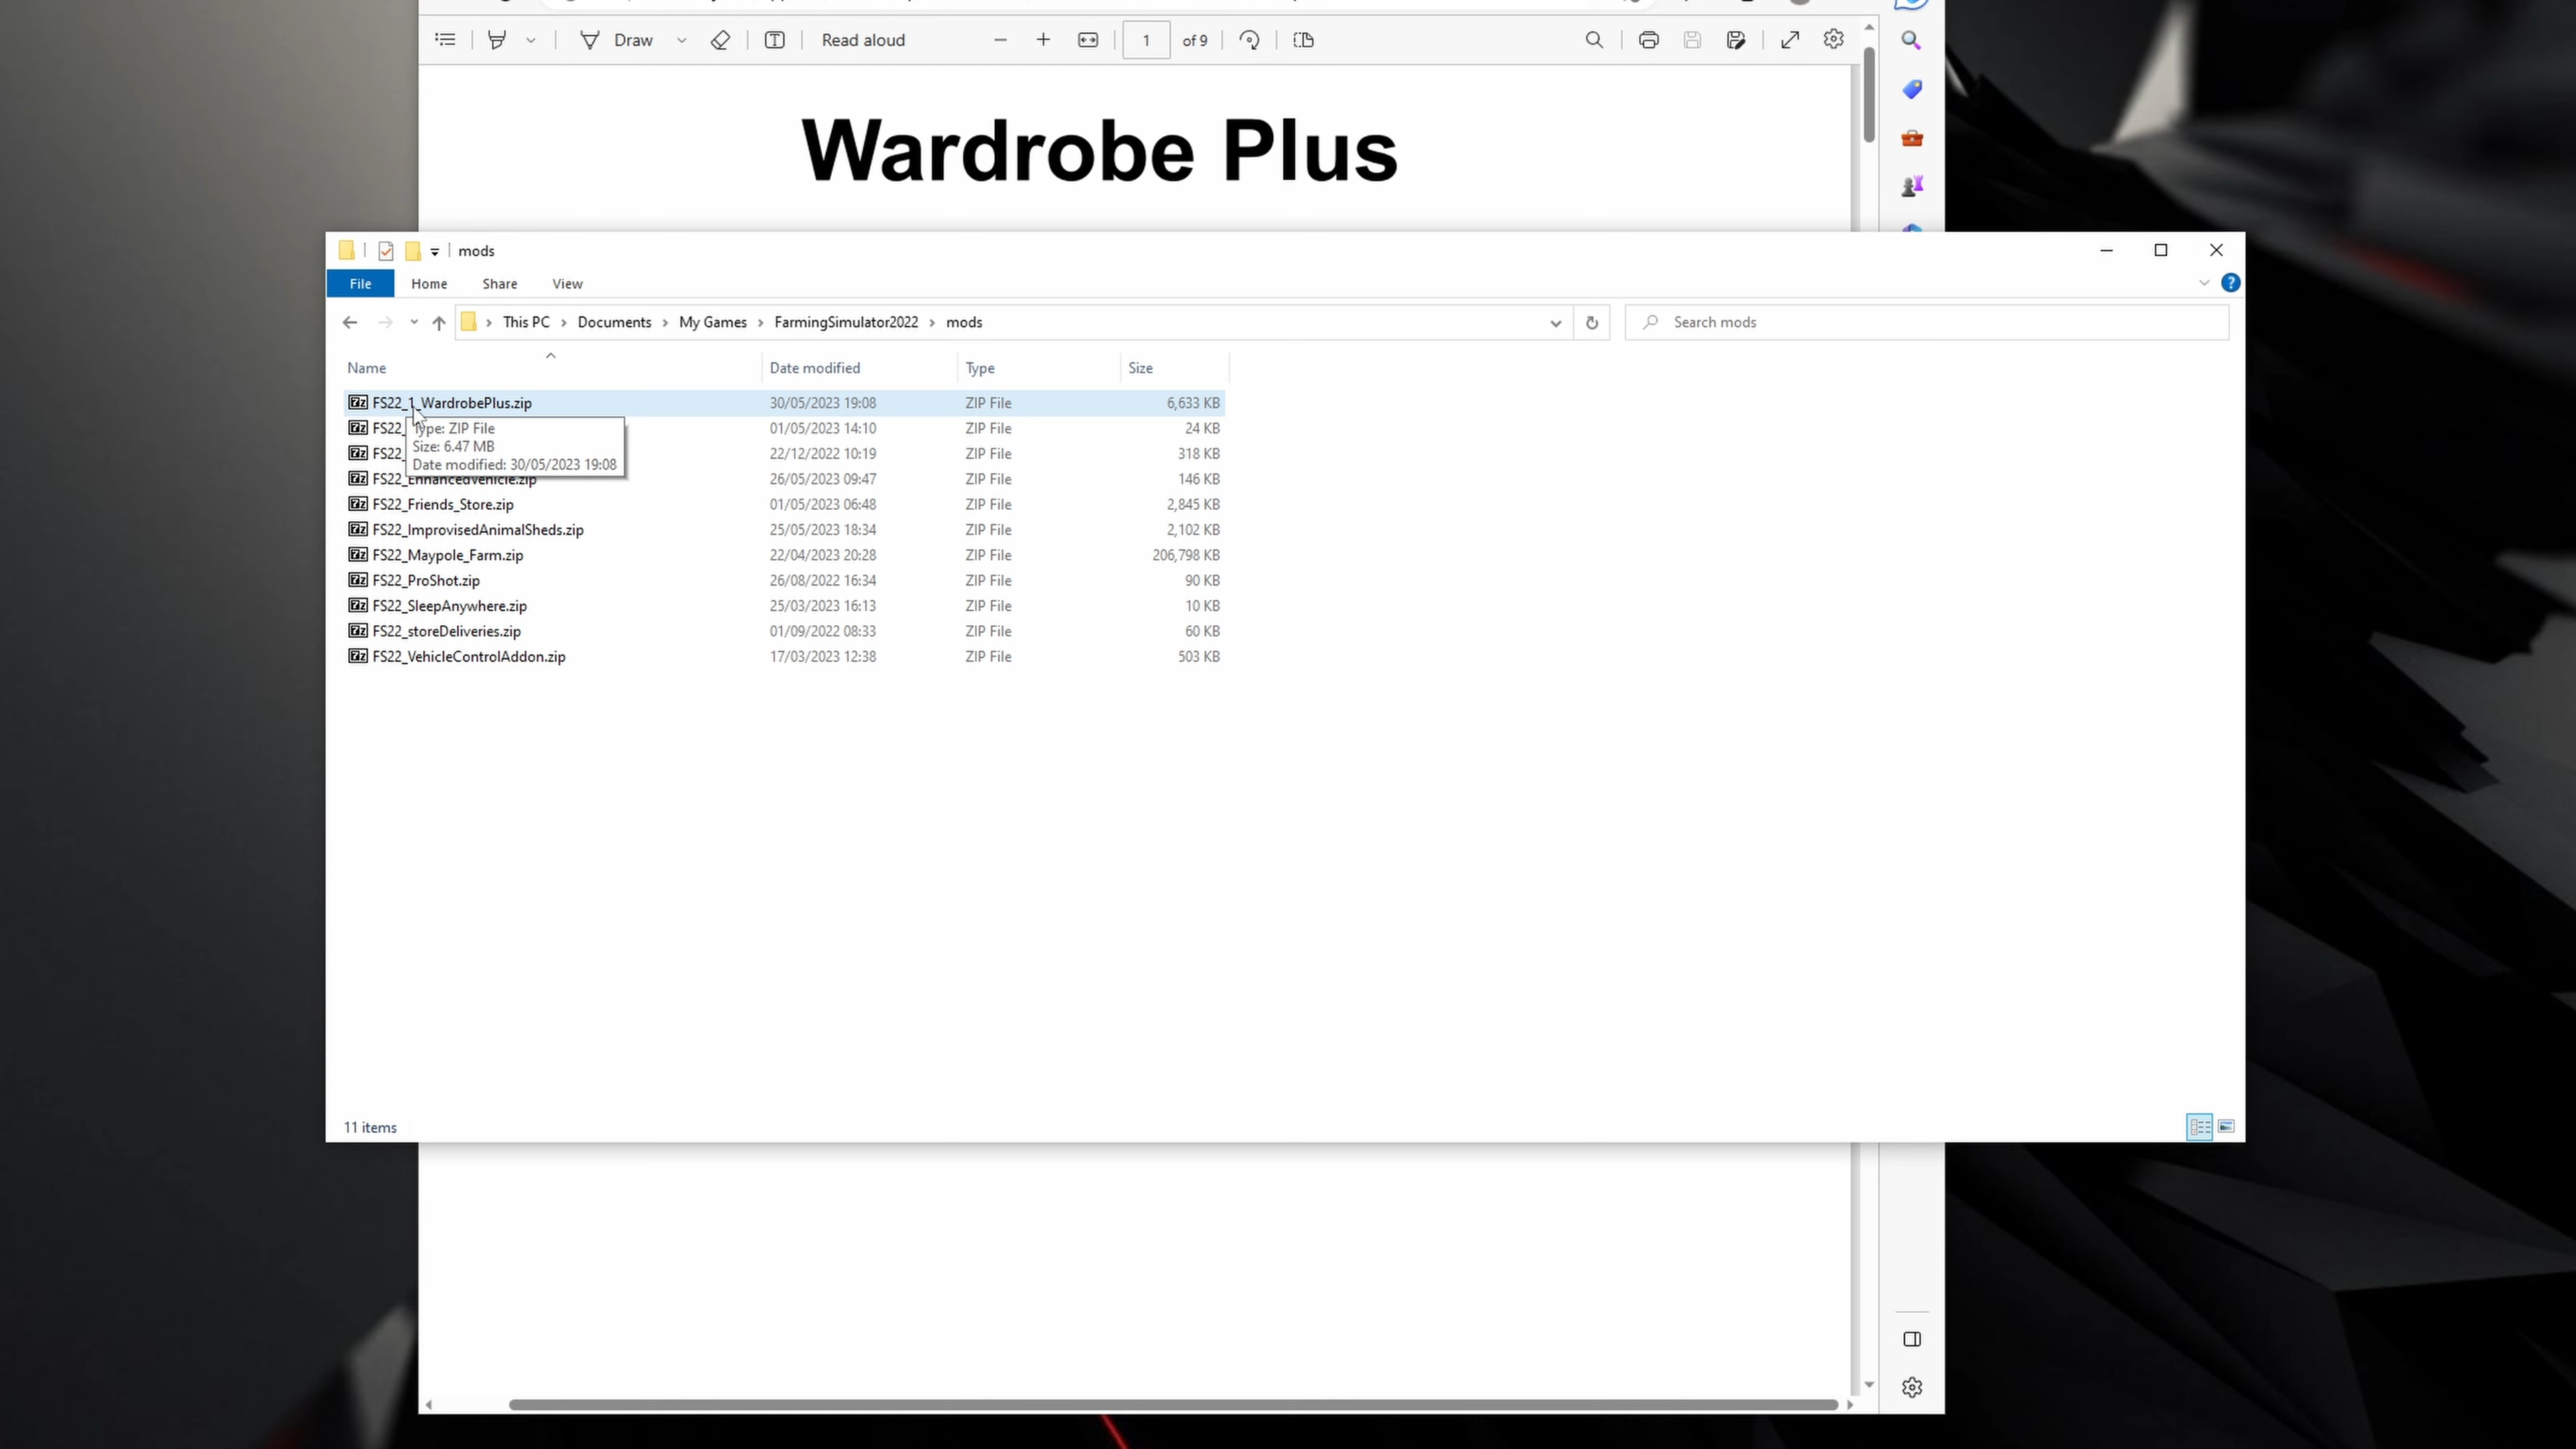 Draw
Read aloud
1
of 9
Wardrobe Plus
mods
File
Home
Share
View
This PC
Documents
My Games
FarmingSimulator2022
mods
Search mods
Name
Date modified
Type
Size
FS22_1_WardrobePlus.zip 30/05/2023 19:08 ZIP File 6,633 KB
FS22_ 01/05/2023 14:10 ZIP File 24 KB
FS22_ 22/12/2022 10:19 ZIP File 318 KB
FS22_EnhancedVehicle.zip 26/05/2023 09:47 ZIP File 146 KB
Type: ZIP File
Size: 6.47 MB
Date modified: 30/05/2023 19:08
FS22_Friends_Store.zip 01/05/2023 06:48 ZIP File 2,845 KB
FS22_ImprovisedAnimalSheds.zip 25/05/2023 18:34 ZIP File 2,102 KB
FS22_Maypole_Farm.zip 22/04/2023 20:28 ZIP File 206,798 KB
FS22_ProShot.zip 26/08/2022 16:34 ZIP File 90 KB
FS22_SleepAnywhere.zip 25/03/2023 16:13 ZIP File 10 KB
FS22_storeDeliveries.zip 01/09/2022 08:33 ZIP File 60 KB
FS22_VehicleControlAddon.zip 17/03/2023 12:38 ZIP File 503 KB
11 items